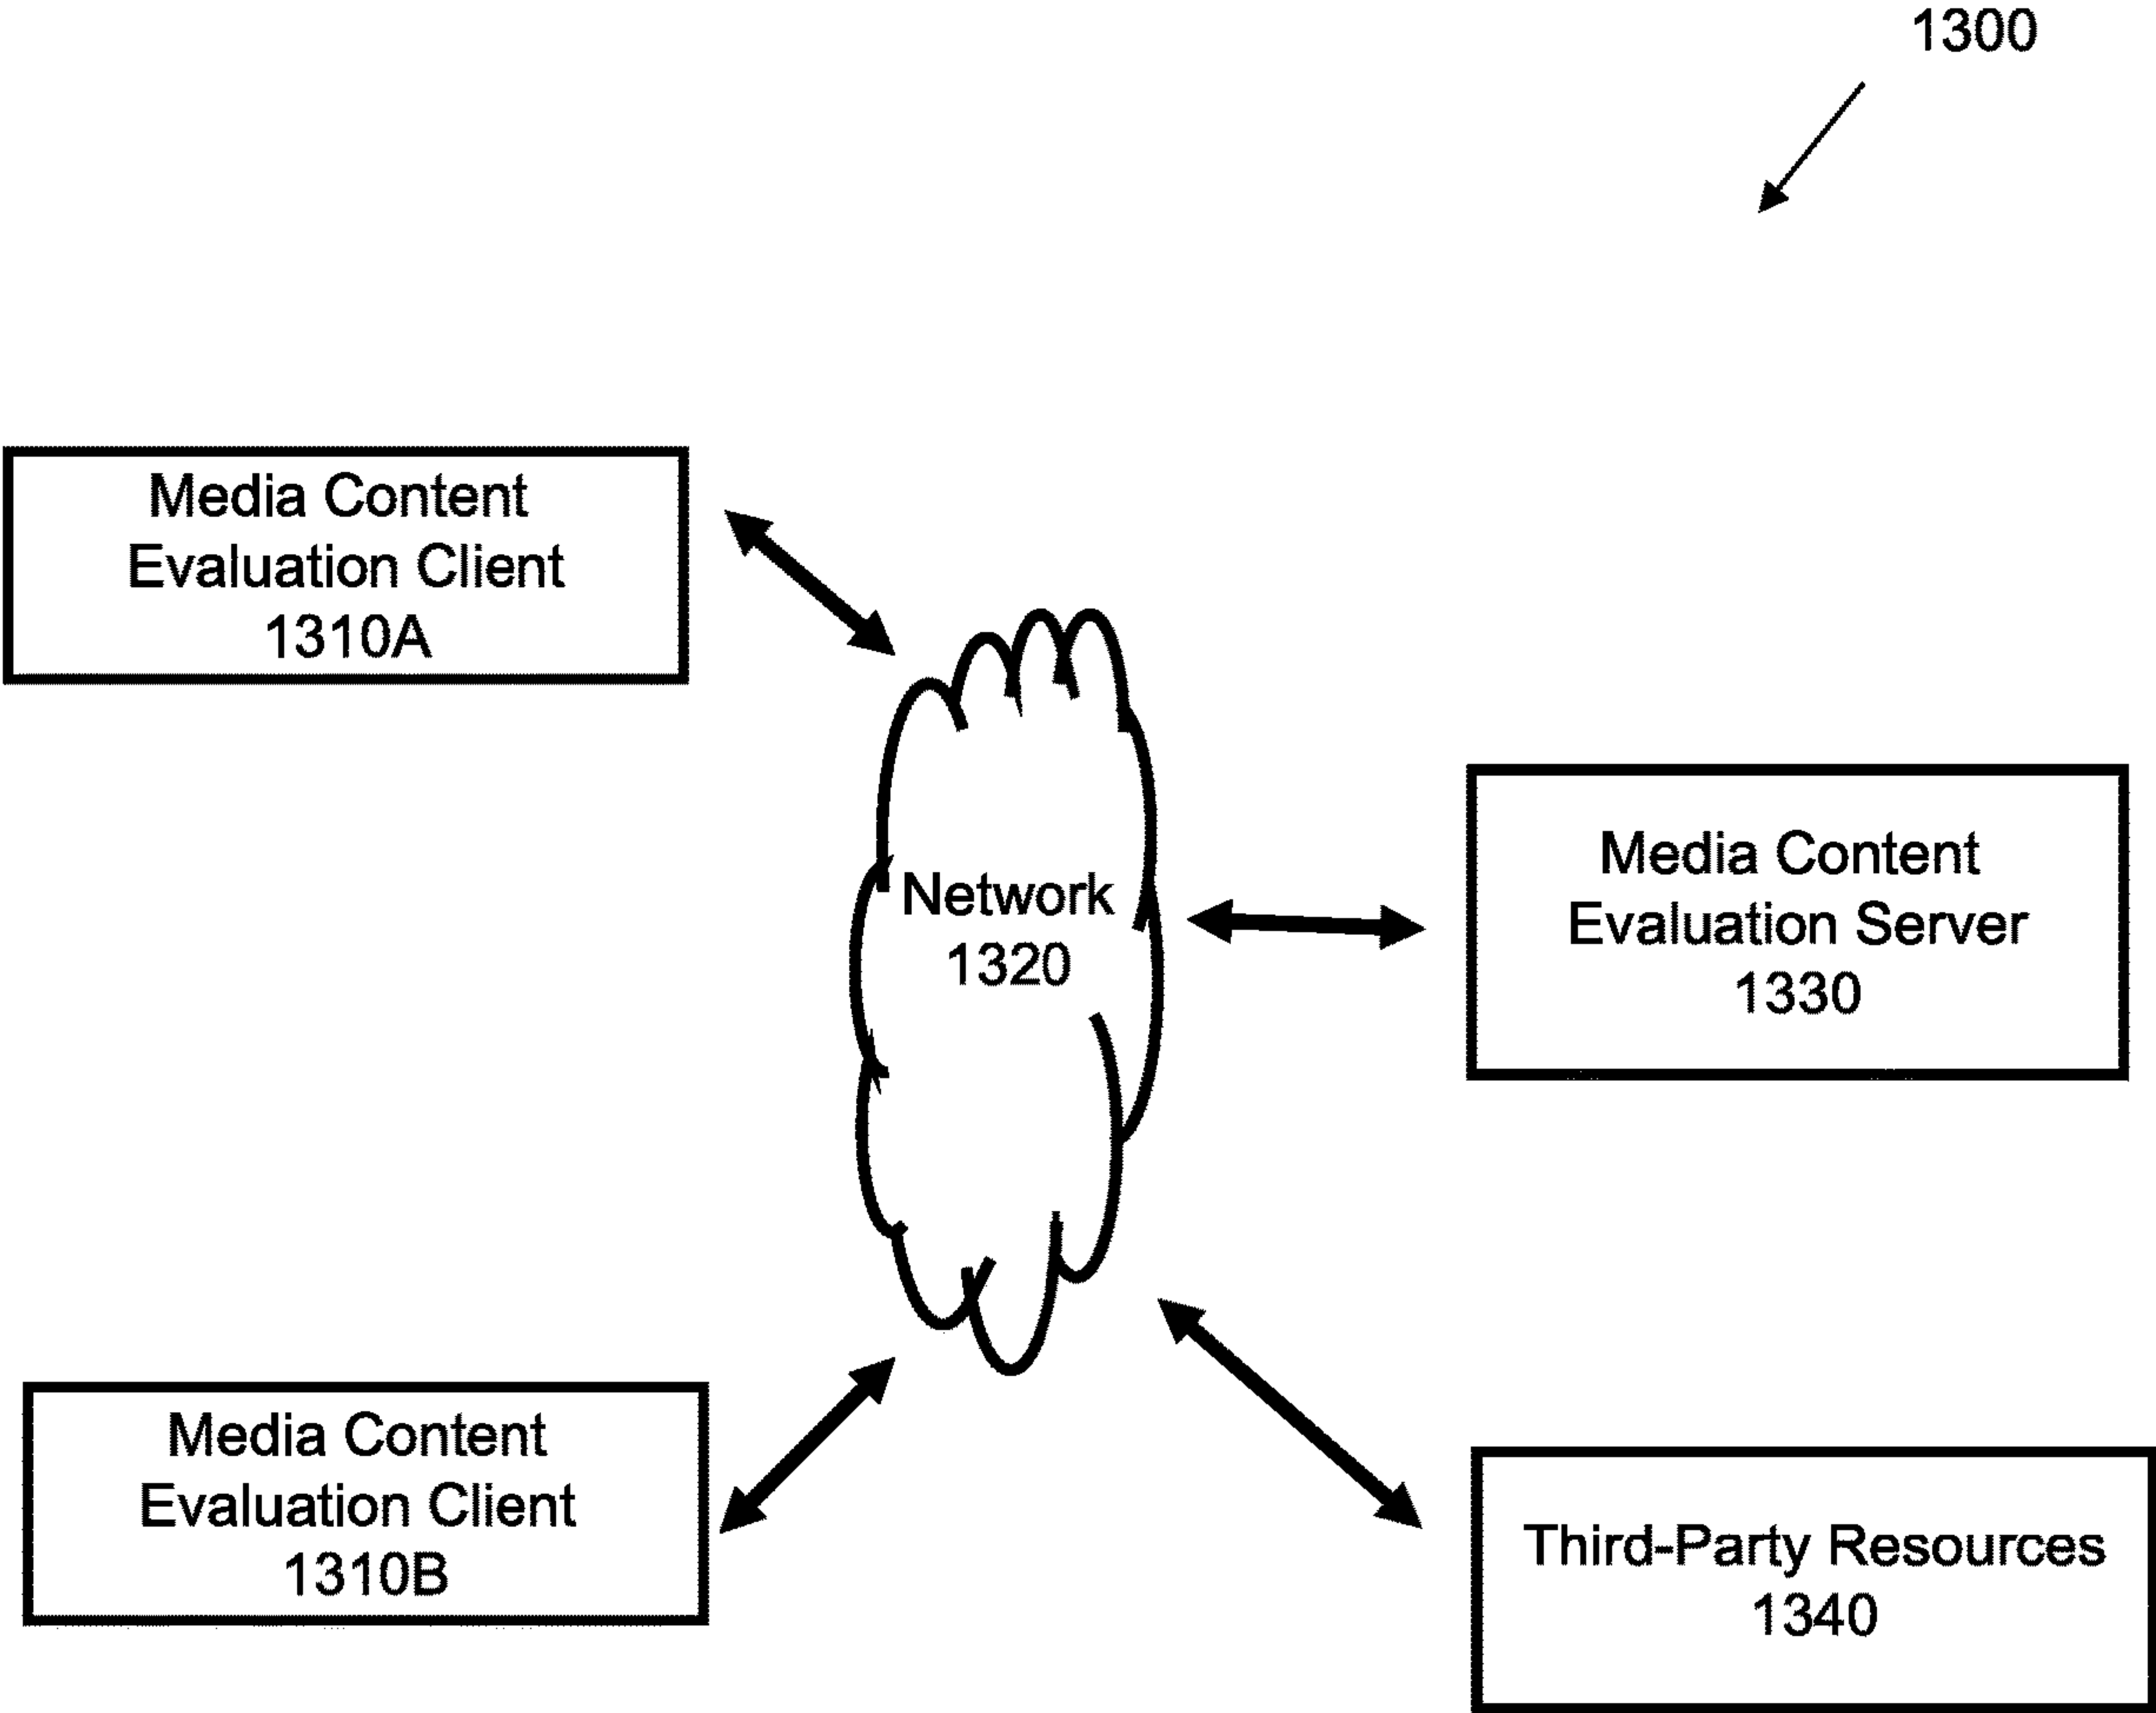 1300
Media Content
Evaluation Client
1310A
Network
1320
Media Content
Evaluation Server
1330
Media Content
Evaluation Client
1310B
Third-Party Resources
1340